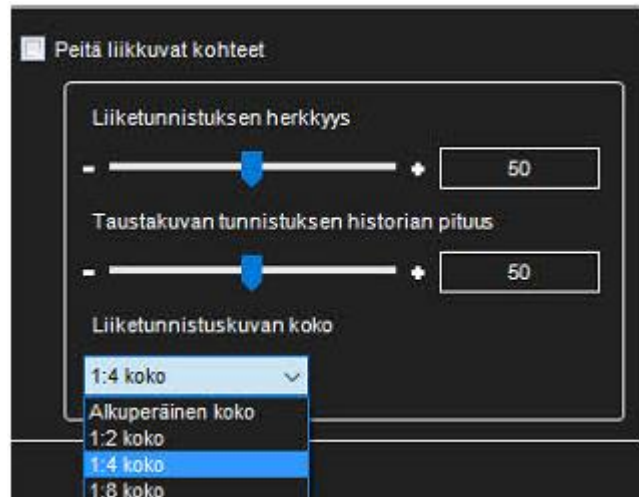 Peitä liikkuvat kohteet
Liiketunnistuksen herkkyys
- + 50
Taustakuvan tunnistuksen historian pituus
- + 50
Liiketunnistuskuvan koko
1:4 koko
Alkuperäinen koko
1:2 koko
1:4 koko
1:8 koko